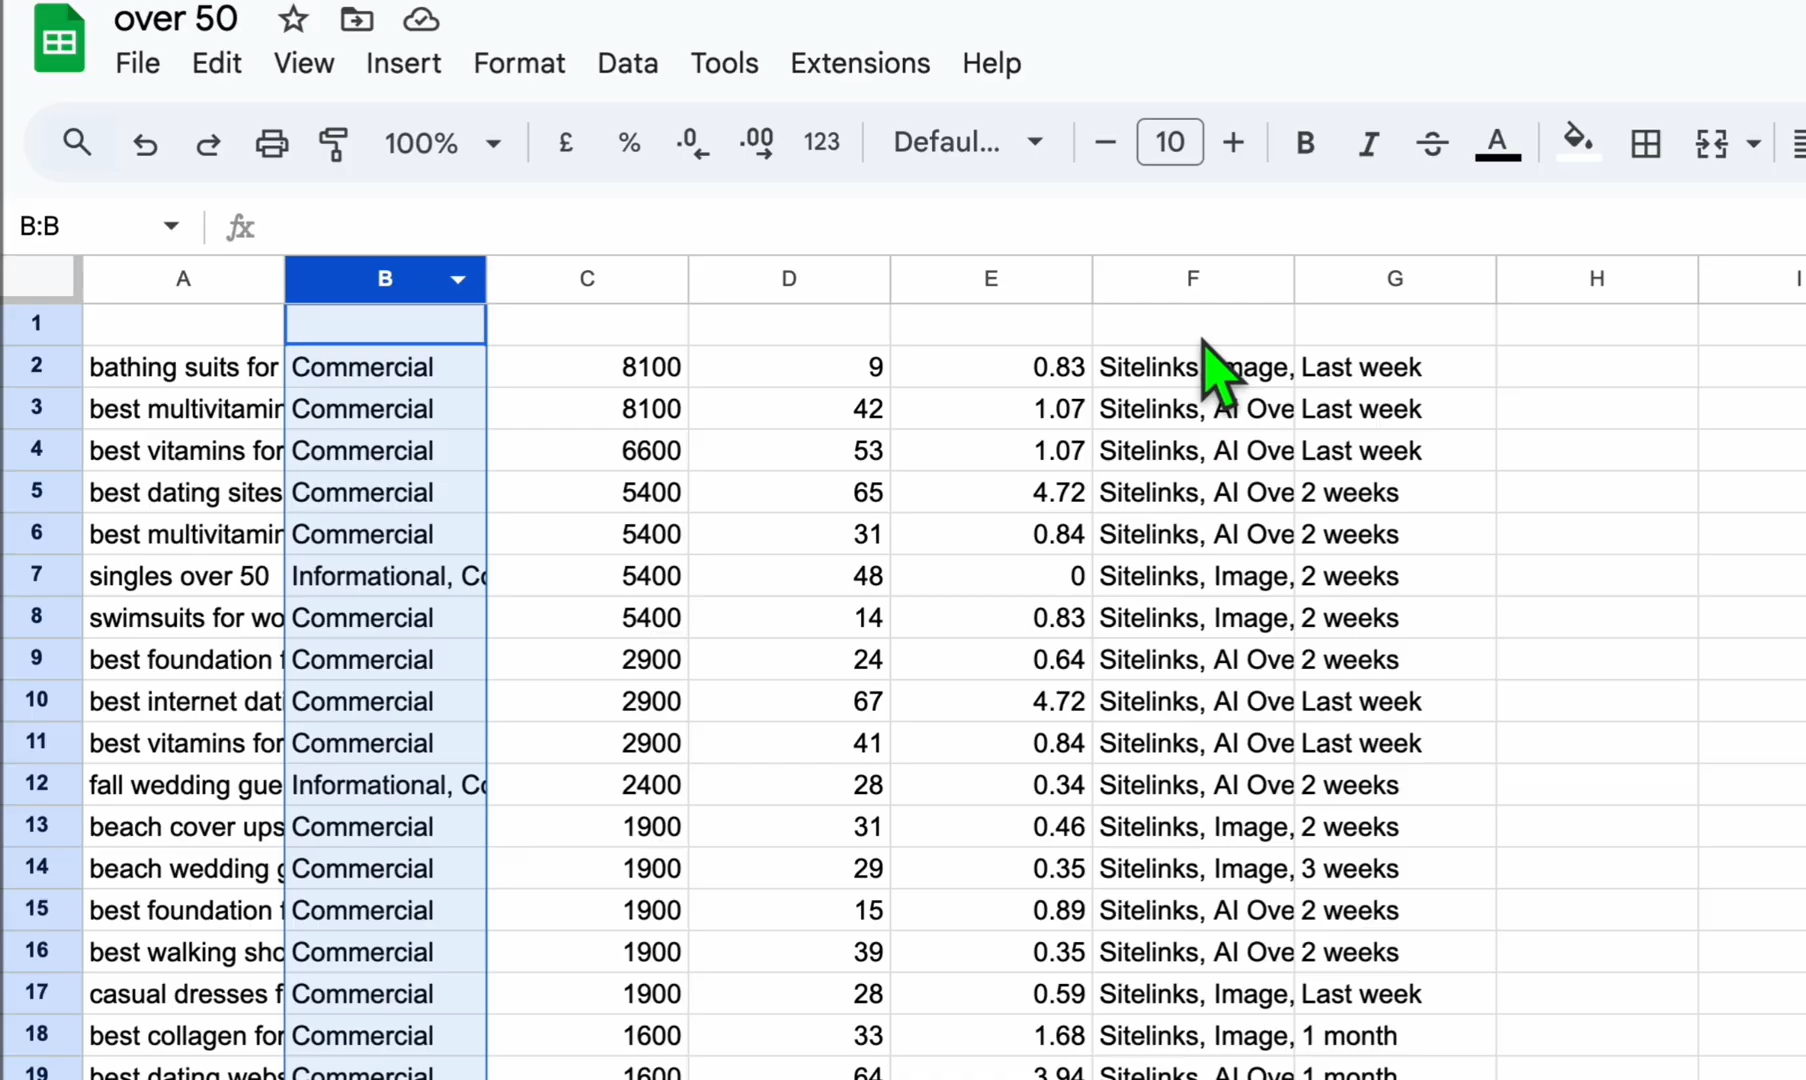 over 50
File Edit View Insert Format Data Tools Extensions Help
100% £ % .0 .00 123 Defaul... 10 B I S A
B:B fx
A B C D E F G H I
1
2 bathing suits for Commercial 8100 9 0.83 Sitelinks, Image, Last week
3 best multivitamin Commercial 8100 42 1.07 Sitelinks, AI Ove Last week
4 best vitamins for Commercial 6600 53 1.07 Sitelinks, AI Ove Last week
5 best dating sites Commercial 5400 65 4.72 Sitelinks, AI Ove 2 weeks
6 best multivitamin Commercial 5400 31 0.84 Sitelinks, AI Ove 2 weeks
7 singles over 50 Informational, Co 5400 48 0 Sitelinks, Image, 2 weeks
8 swimsuits for wo Commercial 5400 14 0.83 Sitelinks, Image, 2 weeks
9 best foundation f Commercial 2900 24 0.64 Sitelinks, AI Ove 2 weeks
10 best internet dati Commercial 2900 67 4.72 Sitelinks, AI Ove Last week
11 best vitamins for Commercial 2900 41 0.84 Sitelinks, AI Ove Last week
12 fall wedding gue Informational, Co 2400 28 0.34 Sitelinks, AI Ove 2 weeks
13 beach cover ups Commercial 1900 31 0.46 Sitelinks, Image, 2 weeks
14 beach wedding g Commercial 1900 29 0.35 Sitelinks, Image, 3 weeks
15 best foundation f Commercial 1900 15 0.89 Sitelinks, AI Ove 2 weeks
16 best walking sho Commercial 1900 39 0.35 Sitelinks, AI Ove 2 weeks
17 casual dresses f Commercial 1900 28 0.59 Sitelinks, Image, Last week
18 best collagen for Commercial 1600 33 1.68 Sitelinks, Image, 1 month
19 best dating webs Commercial 1600 64 3.94 Sitelinks, AI Ove 1 month